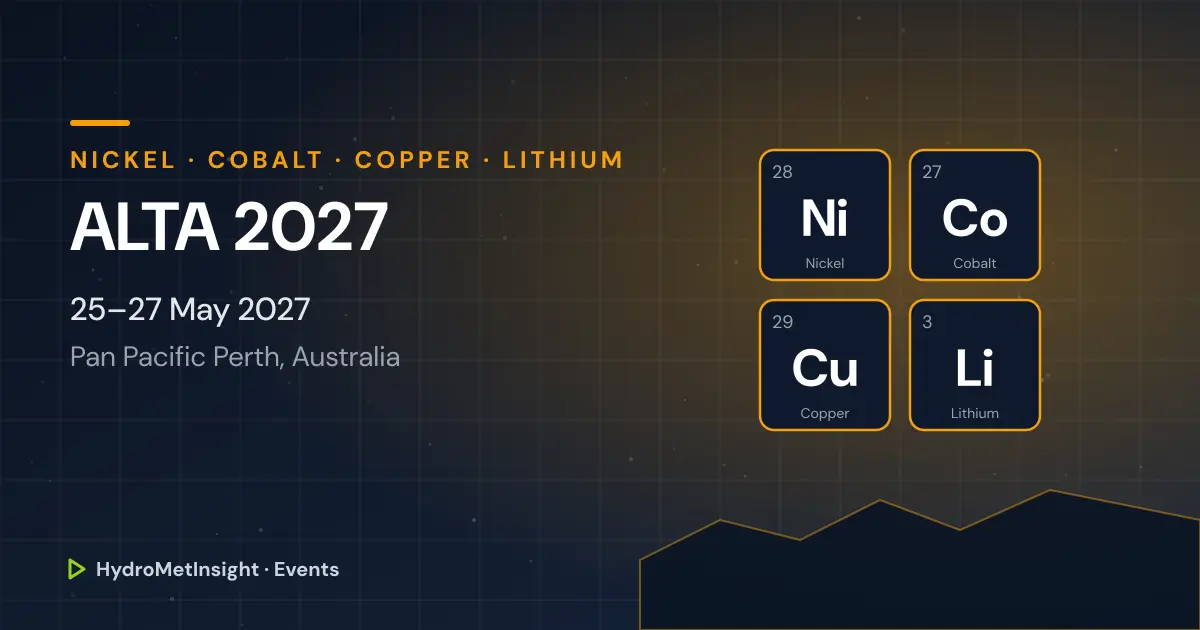 NICKEL · COBALT · COPPER · LITHIUM
ALTA 2027
25–27 May 2027
Pan Pacific Perth, Australia
28
Ni
Nickel
27
Co
Cobalt
29
Cu
Copper
3
Li
Lithium
HydroMetInsight · Events